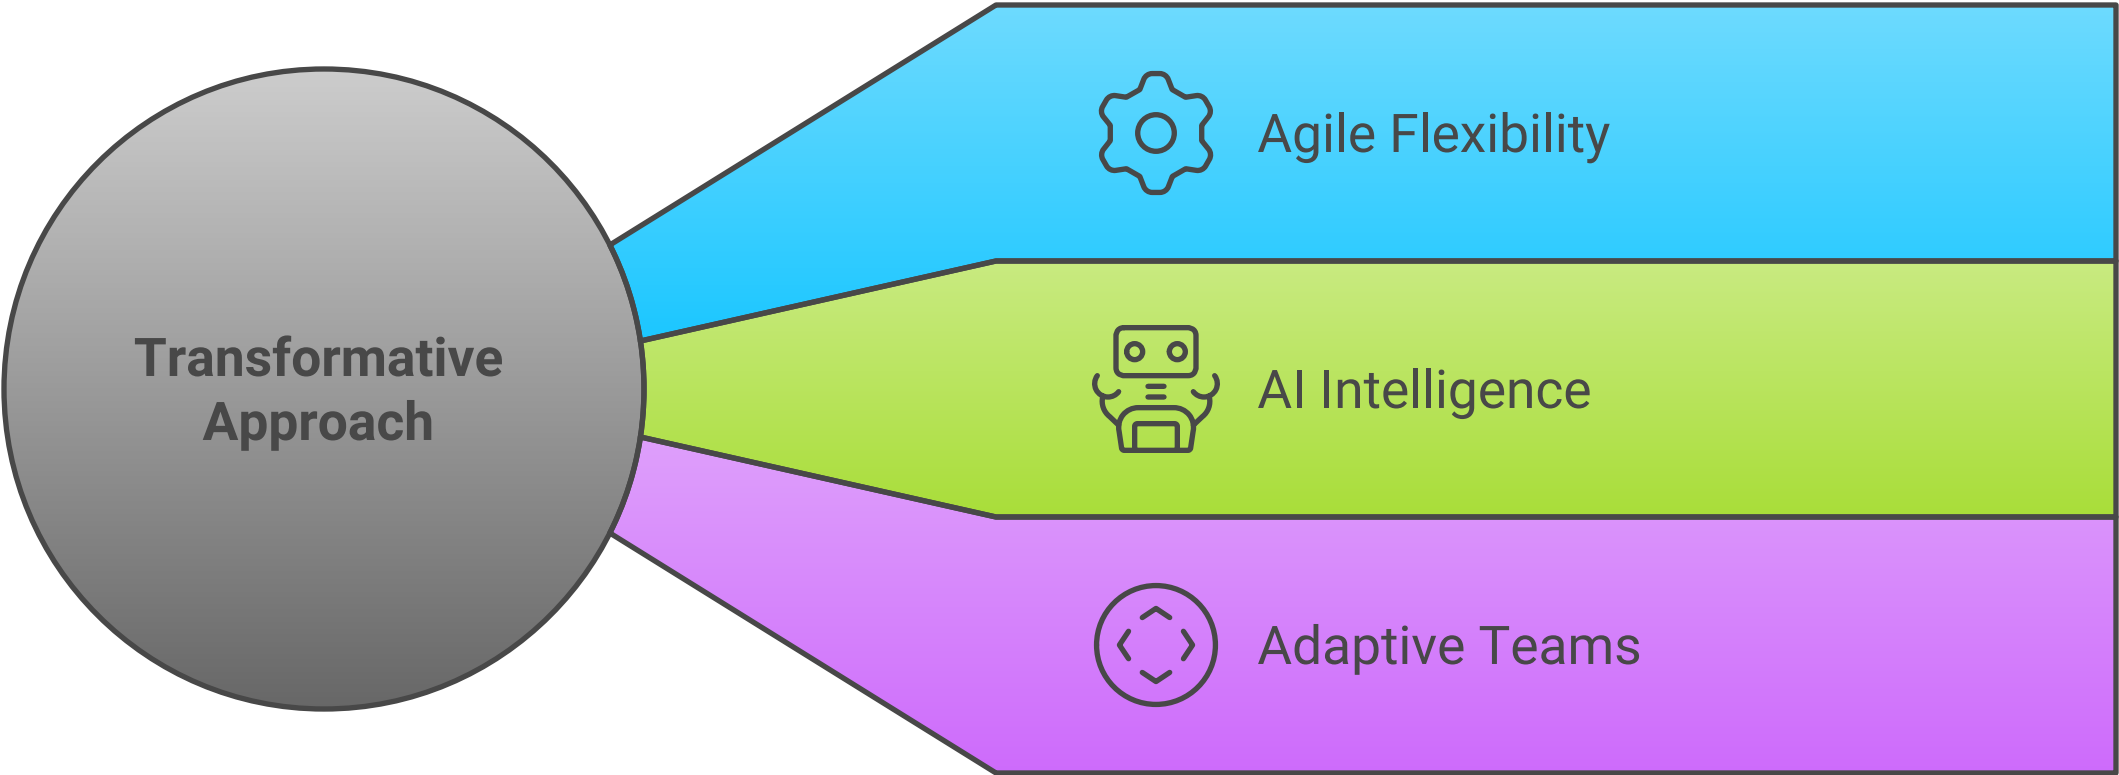 Transformative
Approach
Agile Flexibility
AI Intelligence
Adaptive Teams